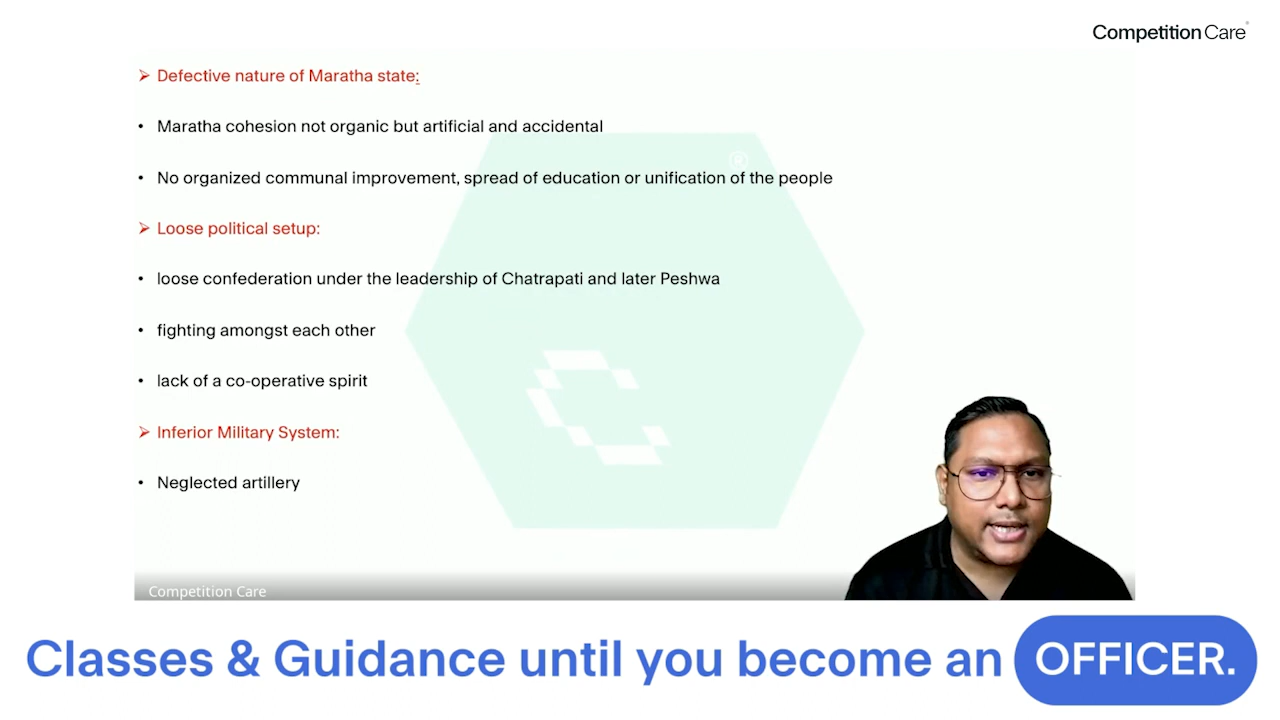 Competition Care
➢ Defective nature of Maratha state:
• Maratha cohesion not organic but artificial and accidental
• No organized communal improvement, spread of education or unification of the people
➢ Loose political setup:
• loose confederation under the leadership of Chatrapati and later Peshwa
• fighting amongst each other
• lack of a co-operative spirit
➢ Inferior Military System:
• Neglected artillery
Competition Care
Classes & Guidance until you become an OFFICER.